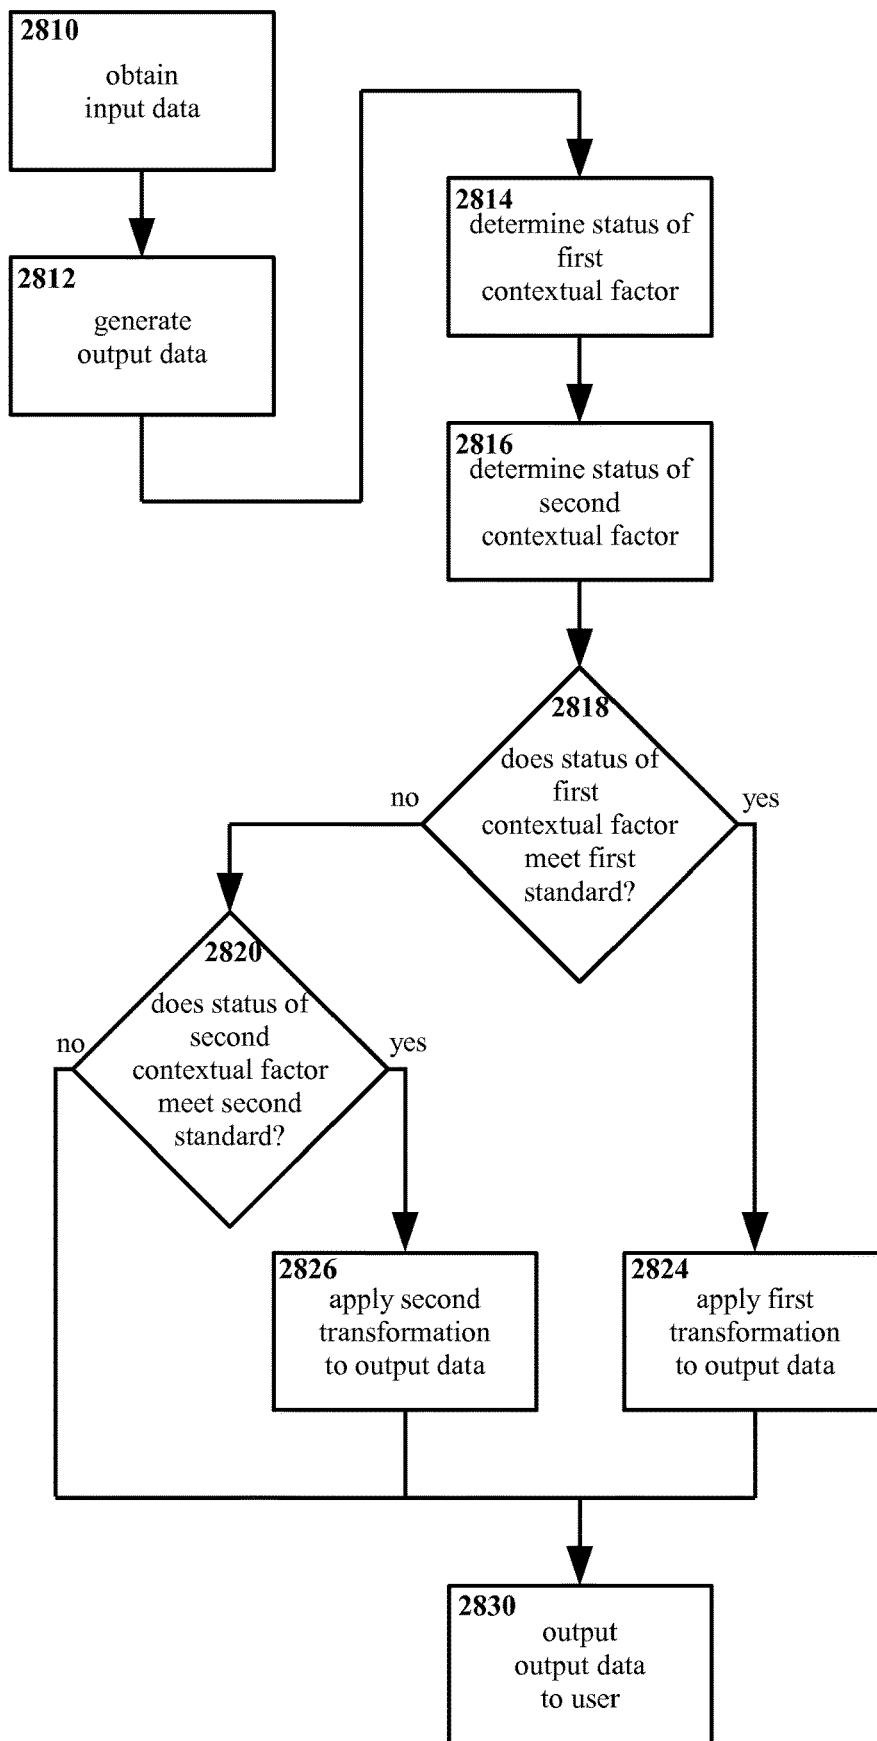 2810
obtain
input data
2812
generate
output data
2814
determine status of
first
contextual factor
2816
determine status of
second
contextual factor
2818
does status of
first
contextual factor
meet first
standard?
no
yes
2820
does status of
second
contextual factor
meet second
standard?
no
yes
2826
apply second
transformation
to output data
2824
apply first
transformation
to output data
2830
output
output data
to user